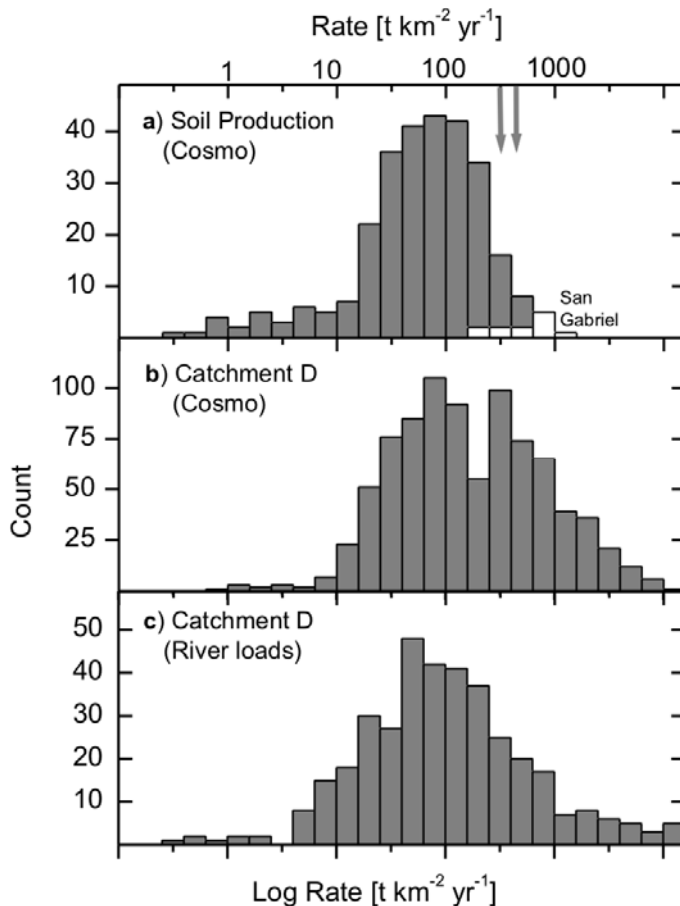 Rate [t km⁻² yr⁻¹]
1 10 100 1000
a) Soil Production
(Cosmo)
40
30
20
10
San
Gabriel
b) Catchment D
(Cosmo)
100
75
50
25
Count
c) Catchment D
(River loads)
50
40
30
20
10
Log Rate [t km⁻² yr⁻¹]